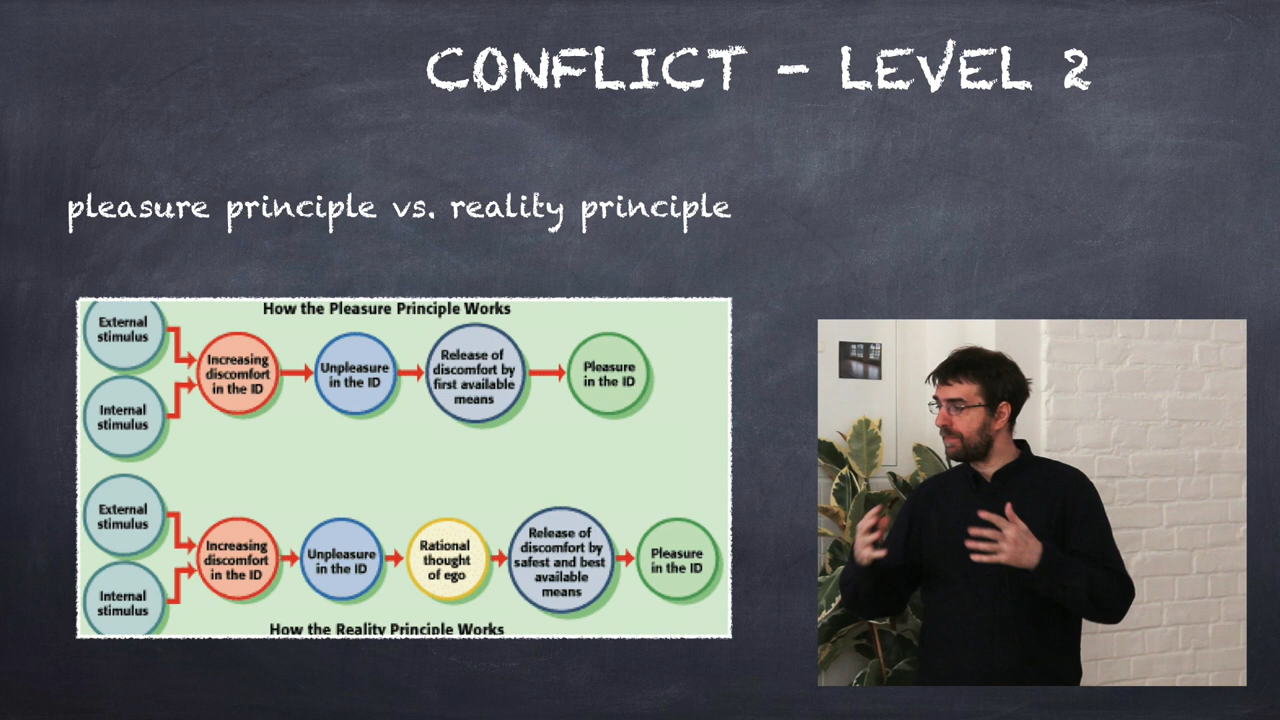 CONFLICT - LEVEL 2
pleasure principle vs. reality principle
How the Pleasure Principle Works
External
stimulus
Internal
stimulus
Increasing
discomfort
in the ID
Unpleasure
in the ID
Release of
discomfort by
first available
means
Pleasure
in the ID
External
stimulus
Internal
stimulus
Increasing
discomfort
in the ID
Unpleasure
in the ID
Rational
thought
of ego
Release of
discomfort by
safest and best
available
means
Pleasure
in the ID
How the Reality Principle Works